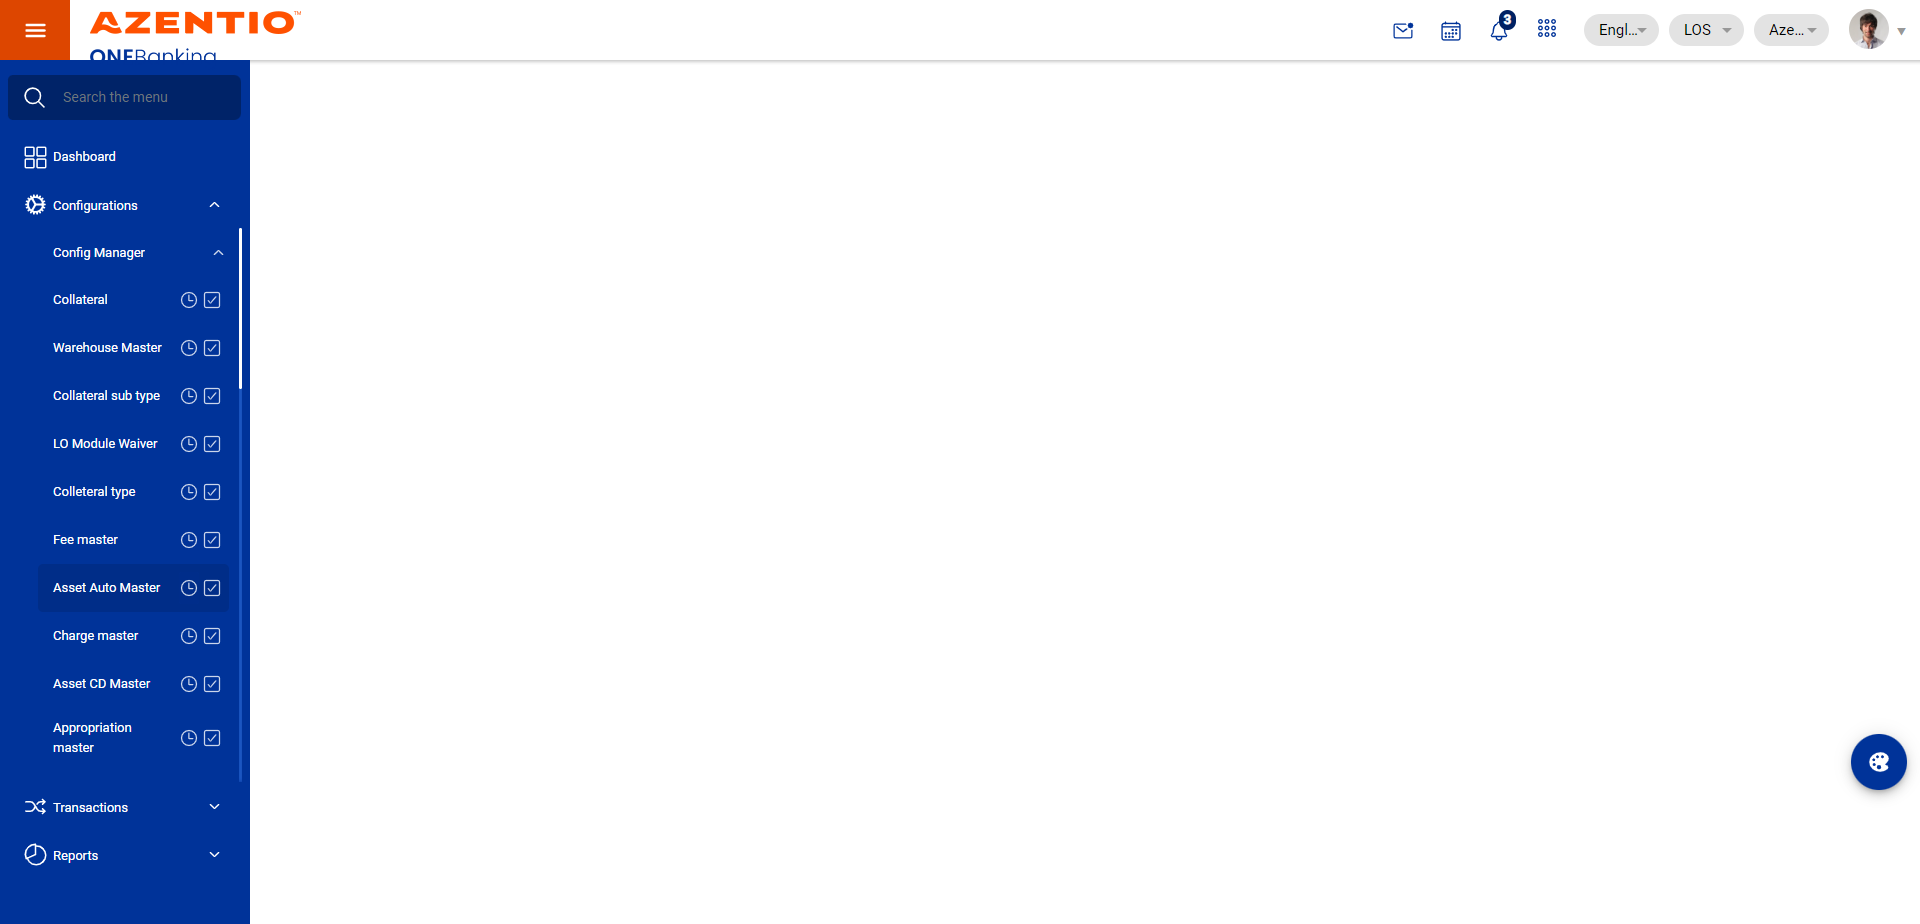 AZENTIO™
ONEBanking
3
Engl...
LOS
Aze...
Search the menu
Dashboard
Configurations
Config Manager
Collateral
Warehouse Master
Collateral sub type
LO Module Waiver
Colleteral type
Fee master
Asset Auto Master
Charge master
Asset CD Master
Appropriation
master
Transactions
Reports